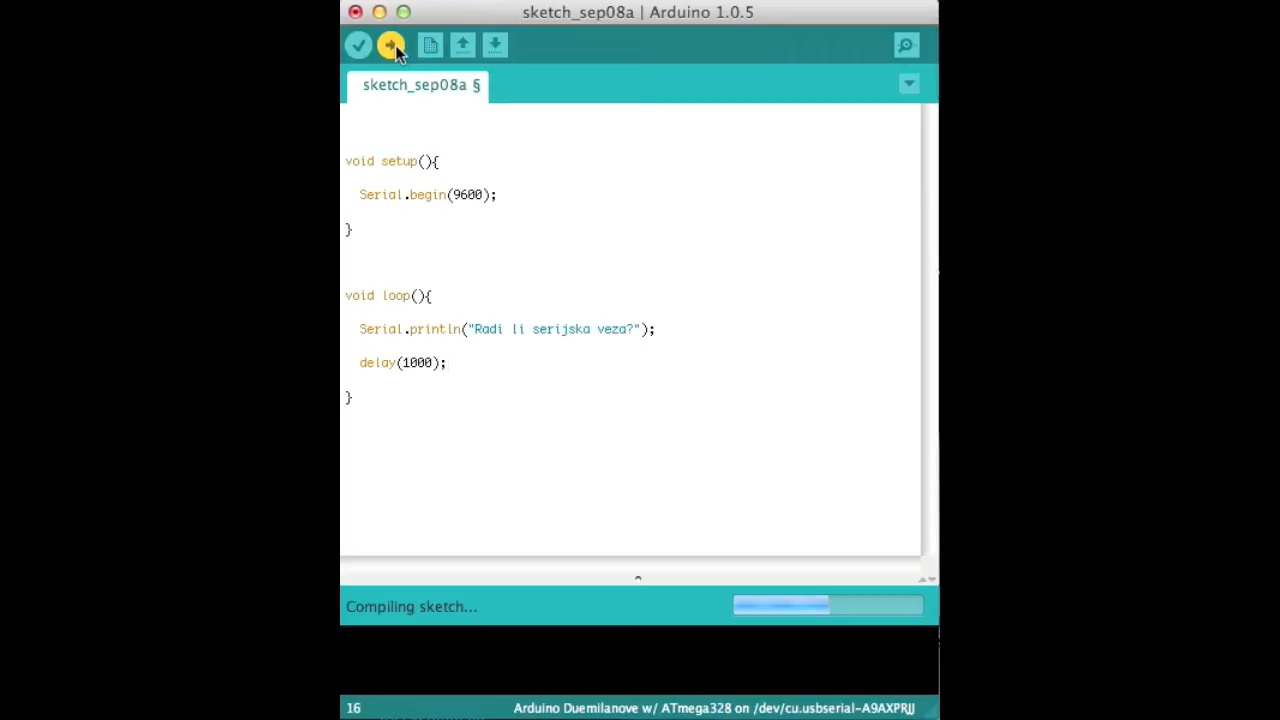 sketch_sep08a | Arduino 1.0.5
sketch_sep08a §
void setup(){
Serial.begin(9600);
}
void loop(){
Serial.println("Radi li serijska veza?");
delay(1000);
}
Compiling sketch...
16
Arduino Duemilanove w/ ATmega328 on /dev/cu.usbserial-A9AXPRJJ